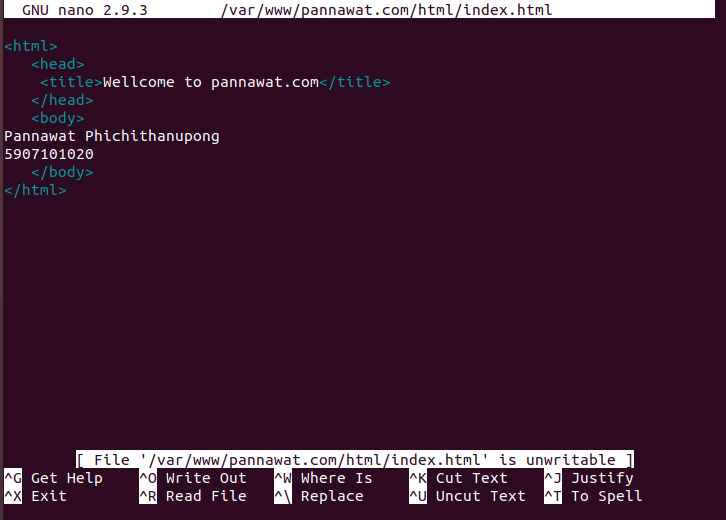 GNU nano 2.9.3 /var/www/pannawat.com/html/index.html
<html>
<head>
<title>Wellcome to pannawat.com</title>
</head>
<body>
Pannawat Phichithanupong
5907101020
</body>
</html>
[ File '/var/www/pannawat.com/html/index.html' is unwritable ]
^G Get Help ^O Write Out ^W Where Is ^K Cut Text ^J Justify
^X Exit ^R Read File ^\ Replace ^U Uncut Text ^T To Spell